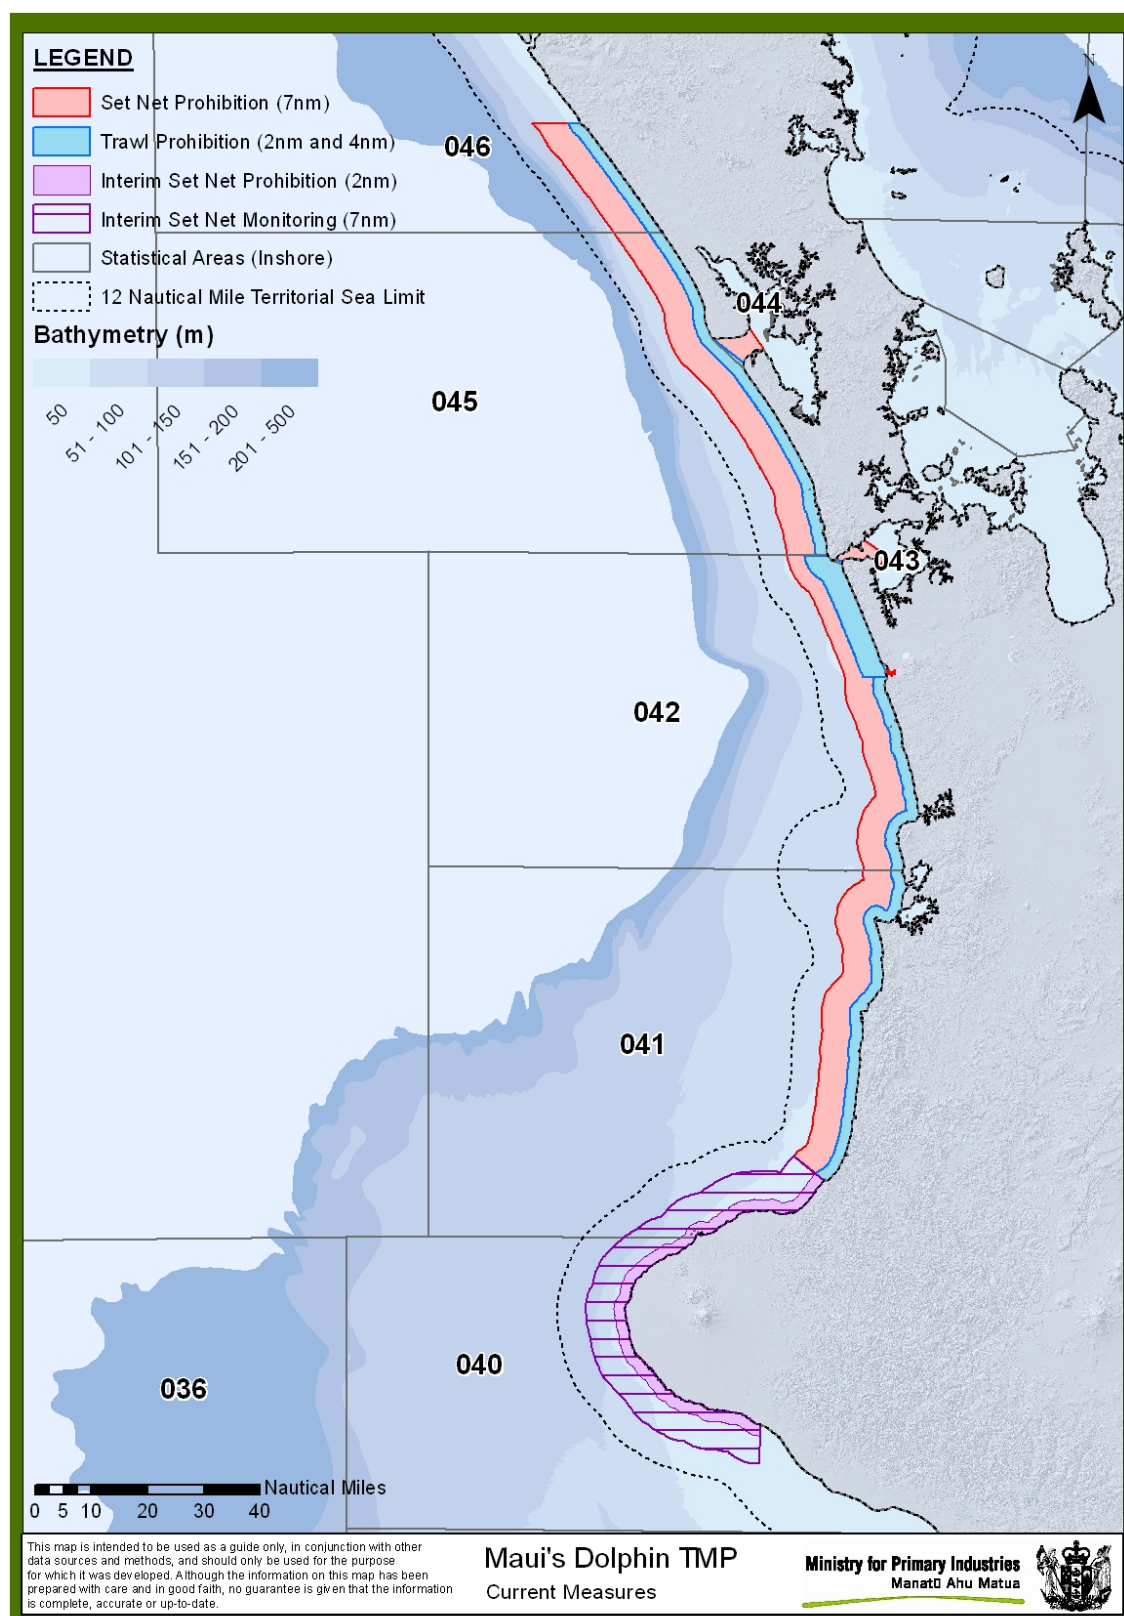 LEGEND
Set Net Prohibition (7nm)
Trawl Prohibition (2nm and 4nm)
Interim Set Net Prohibition (2nm)
Interim Set Net Monitoring (7nm)
Statistical Areas (Inshore)
12 Nautical Mile Territorial Sea Limit
Bathymetry (m)
50
51 - 100
101 - 150
151 - 200
201 - 500
N
046
044
045
043
042
041
040
036
Nautical Miles
0 5 10 20 30 40
This map is intended to be used as a guide only, in conjunction with other
data sources and methods, and should only be used for the purpose
for which it was developed. Although the information on this map has been
prepared with care and in good faith, no guarantee is given that the information
is complete, accurate or up-to-date.
Maui's Dolphin TMP
Current Measures
Ministry for Primary Industries
Manatū Ahu Matua